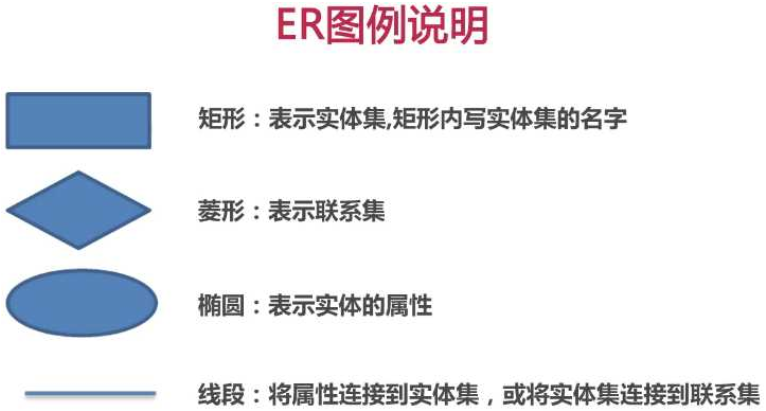 ER图例说明
矩形：表示实体集,矩形内写实体集的名字
菱形：表示联系集
椭圆：表示实体的属性
线段：将属性连接到实体集，或将实体集连接到联系集